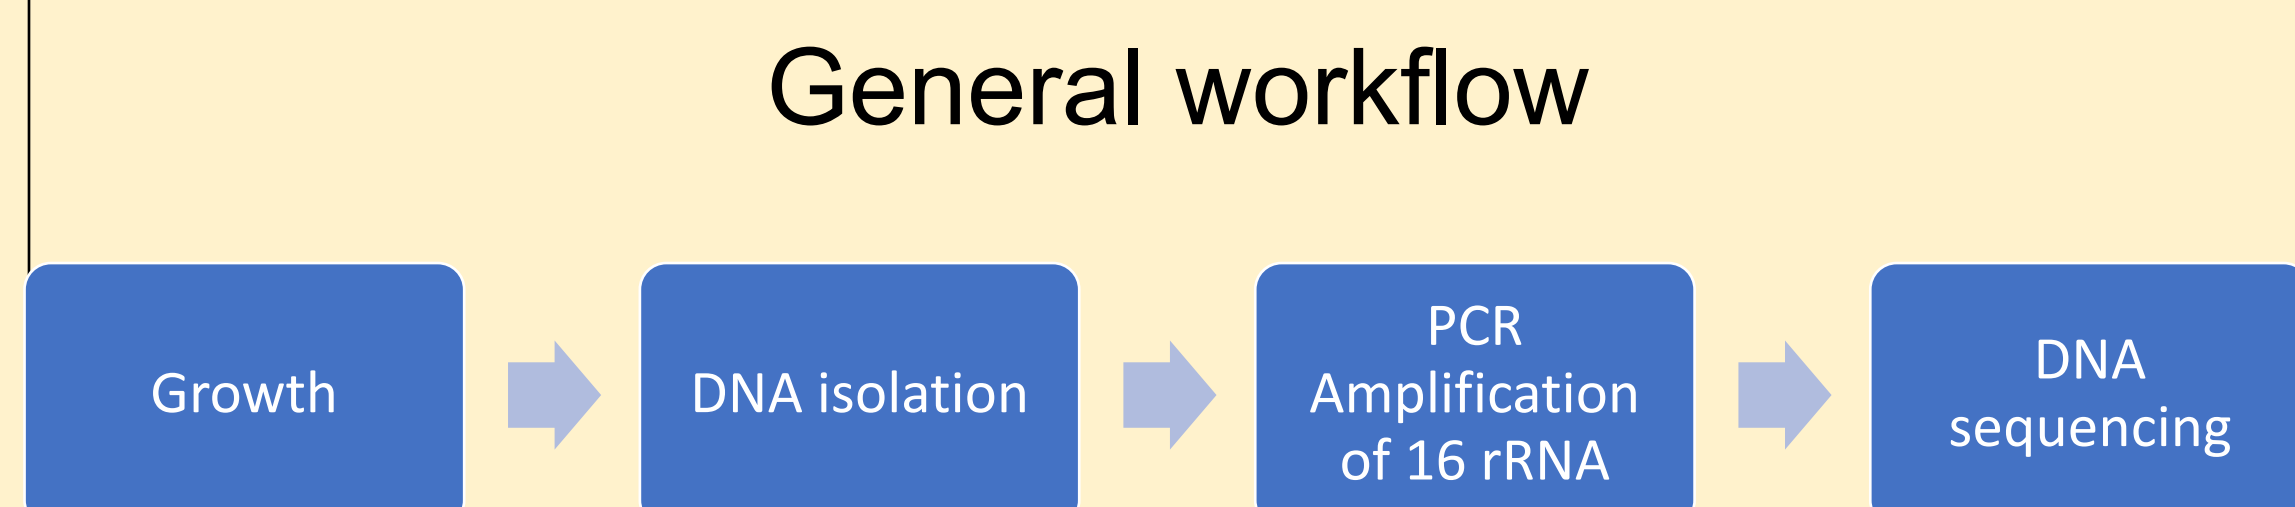 General workflow
Growth
DNA isolation
PCR
Amplification
of 16 rRNA
DNA
sequencing